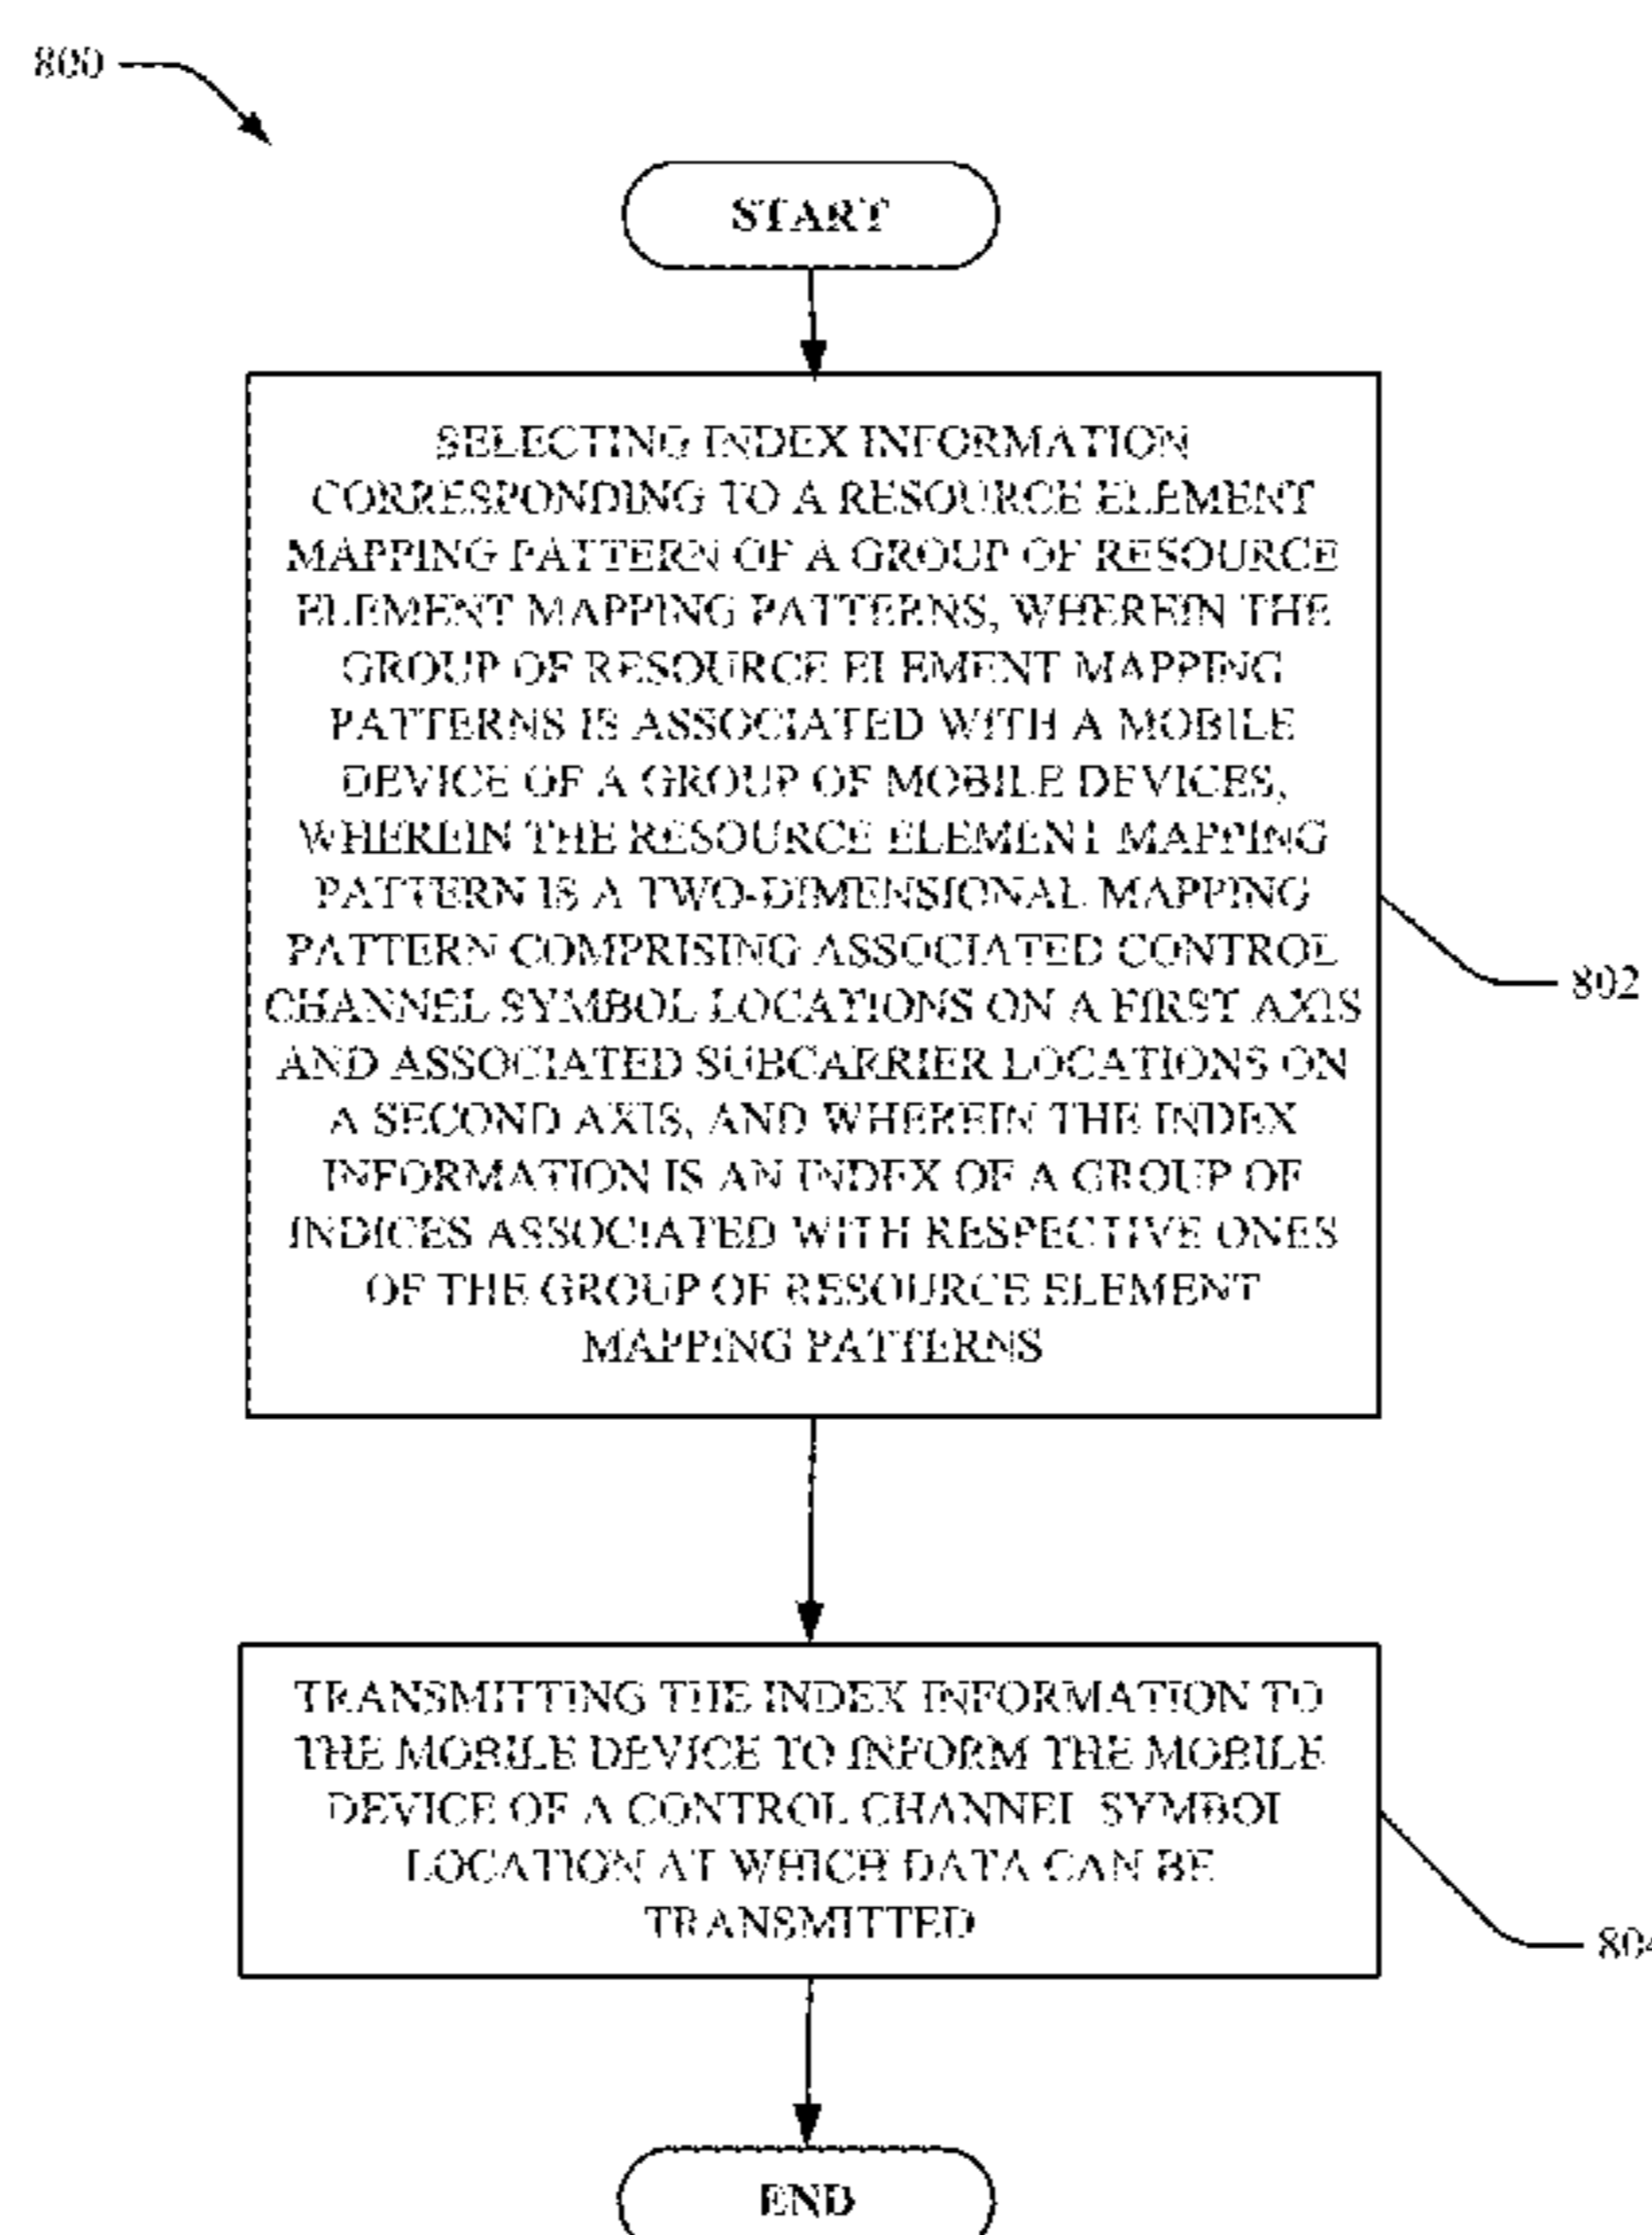 800
START
SELECTING INDEX INFORMATION
CORRESPONDING TO A RESOURCE ELEMENT
MAPPING PATTERN OF A GROUP OF RESOURCE
ELEMENT MAPPING PATTERNS, WHEREIN THE
GROUP OF RESOURCE ELEMENT MAPPING
PATTERNS IS ASSOCIATED WITH A MOBILE
DEVICE OF A GROUP OF MOBILE DEVICES,
WHEREIN THE RESOURCE ELEMENT MAPPING
PATTERN IS A TWO-DIMENSIONAL MAPPING
PATTERN COMPRISING ASSOCIATED CONTROL
CHANNEL SYMBOL LOCATIONS ON A FIRST AXIS
AND ASSOCIATED SUBCARRIER LOCATIONS ON
A SECOND AXIS, AND WHEREIN THE INDEX
INFORMATION IS AN INDEX OF A GROUP OF
INDICES ASSOCIATED WITH RESPECTIVE ONES
OF THE GROUP OF RESOURCE ELEMENT
MAPPING PATTERNS
802
TRANSMITTING THE INDEX INFORMATION TO
THE MOBILE DEVICE TO INFORM THE MOBILE
DEVICE OF A CONTROL CHANNEL SYMBOL
LOCATION AT WHICH DATA CAN BE
TRANSMITTED
804
END